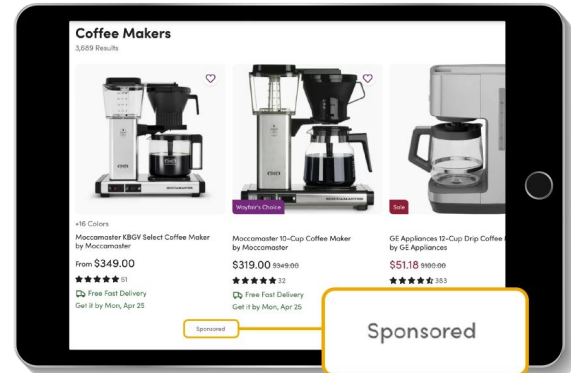 Coffee Makers
3,689 Results
Wayfair's Choice
Sale
+16 Colors
Moccamaster KBGV Select Coffee Maker
by Moccamaster
From $349.00
51
Free Fast Delivery
Get it by Mon, Apr 25
Moccamaster 10-Cup Coffee Maker
by Moccamaster
$319.00 $349.00
32
Free Fast Delivery
Get it by Mon, Apr 25
GE Appliances 12-Cup Drip Coffee
by GE Appliances
$51.18 $100.00
383
Sponsored
Sponsored